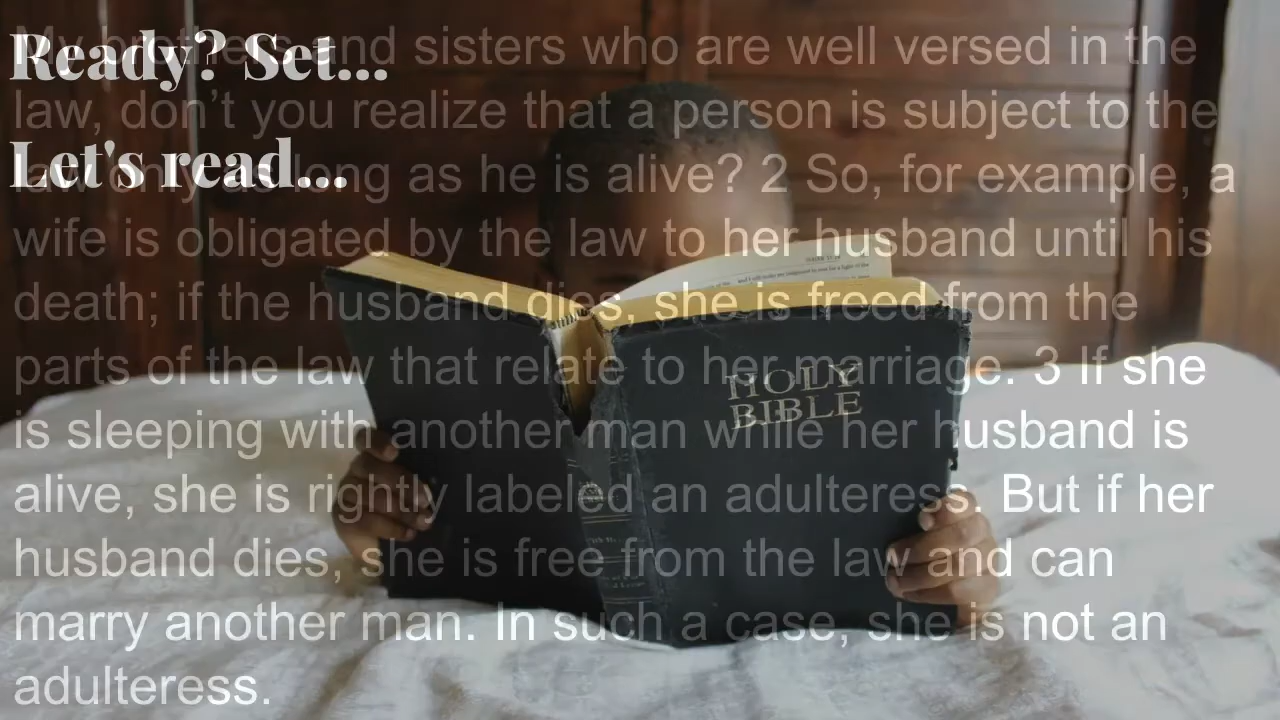 Ready? Set...
Let's read...
My brothers and sisters who are well versed in the
law, don’t you realize that a person is subject to the
law as long as he is alive? 2 So, for example, a
wife is obligated by the law to her husband until his
death; if the husband dies, she is freed from the
parts of the law that relate to her marriage. 3 If she
is sleeping with another man while her husband is
alive, she is rightly labeled an adulteress. But if her
husband dies, she is free from the law and can
marry another man. In such a case, she is not an
adulteress.
HOLY
BIBLE